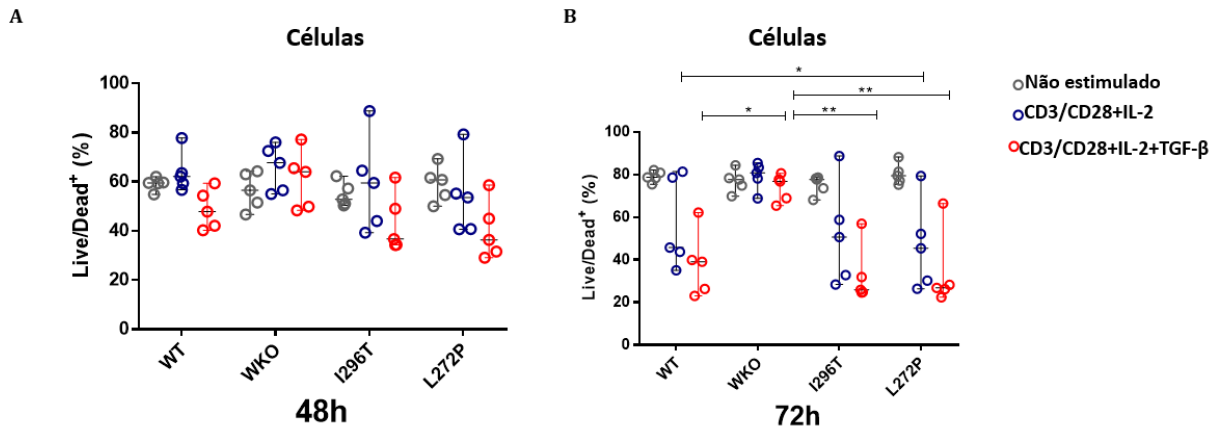 A
Células
Live/Dead⁺ (%)
100
80
60
40
20
0
WT
WKO
I296T
L272P
48h
B
Células
*
**
*
**
Live/Dead⁺ (%)
100
80
60
40
20
0
WT
WKO
I296T
L272P
72h
Não estimulado
CD3/CD28+IL-2
CD3/CD28+IL-2+TGF-β